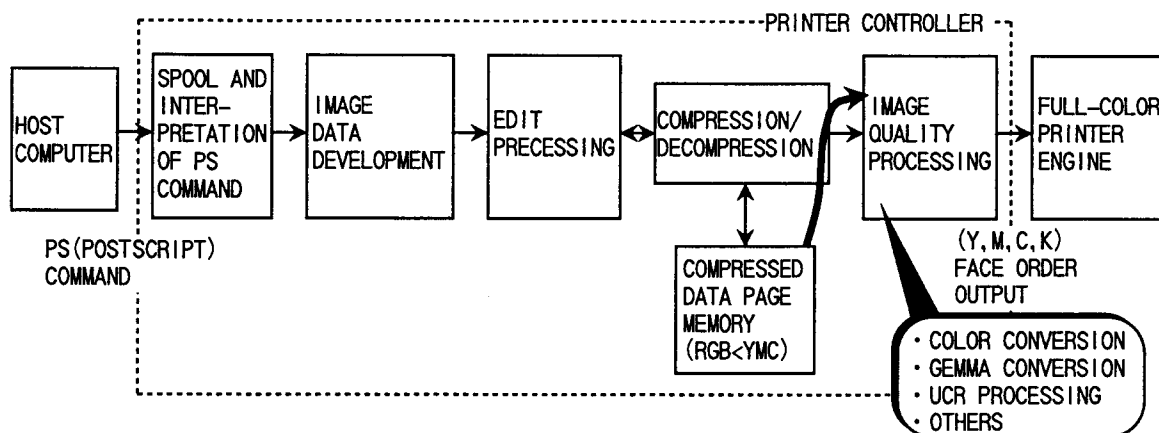 PRINTER CONTROLLER
HOST
COMPUTER
SPOOL AND
INTER-
PRETATION
OF PS
COMMAND
IMAGE
DATA
DEVELOPMENT
EDIT
PRECESSING
COMPRESSION/
DECOMPRESSION
IMAGE
QUALITY
PROCESSING
FULL-COLOR
PRINTER
ENGINE
PS(POSTSCRIPT)
COMMAND
COMPRESSED
DATA PAGE
MEMORY
(RGB<YMC)
(Y,M,C,K)
FACE ORDER
OUTPUT
· COLOR CONVERSION
· GEMMA CONVERSION
· UCR PROCESSING
· OTHERS